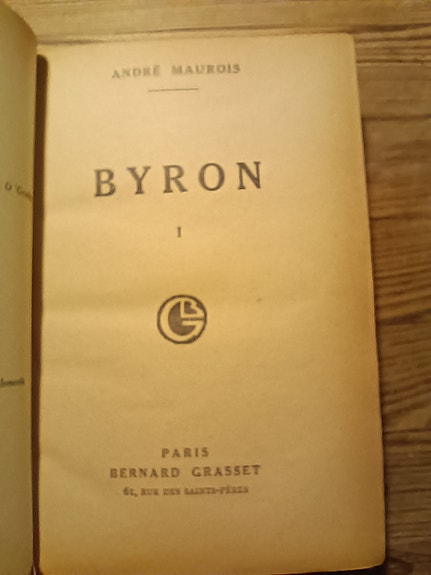 ANDRÉ MAUROIS
BYRON
I
PARIS
BERNARD GRASSET
61, RUE DES SAINTS-PÈRES